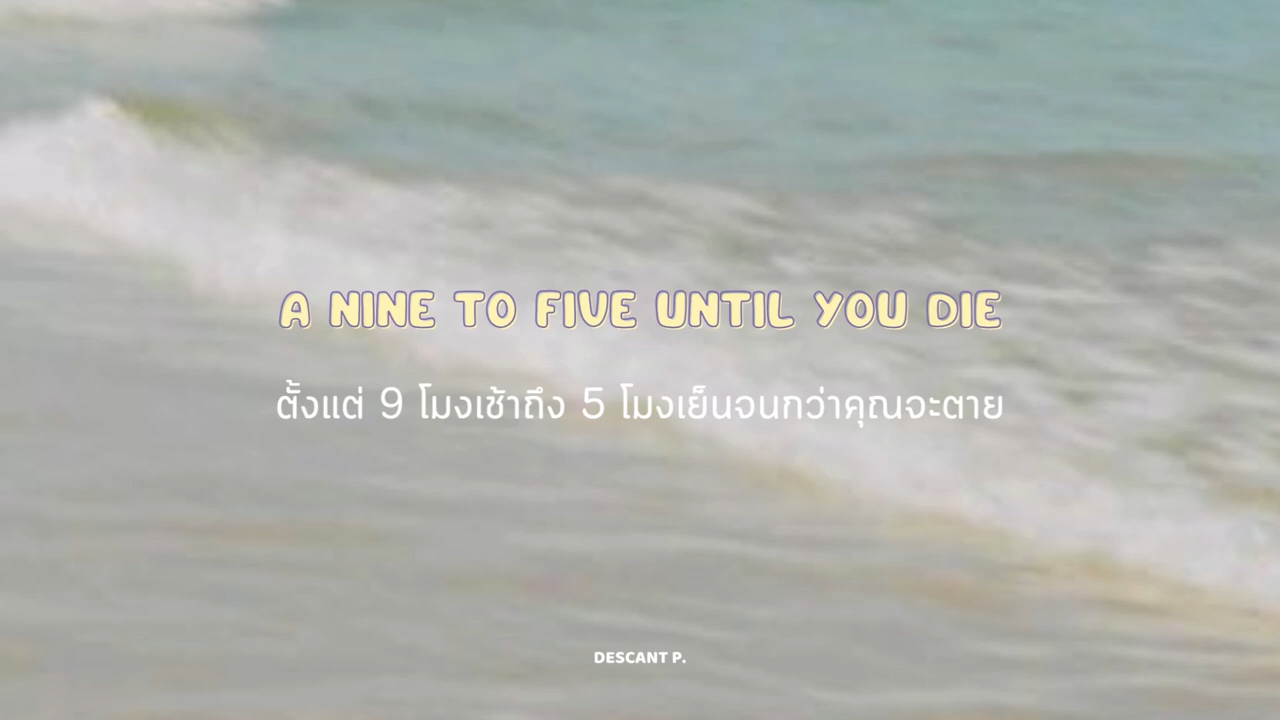 A NINE TO FIVE UNTIL YOU DIE
ตั้งแต่ 9 โมงเช้าถึง 5 โมงเย็นจนกว่าคุณจะตาย
DESCANT P.